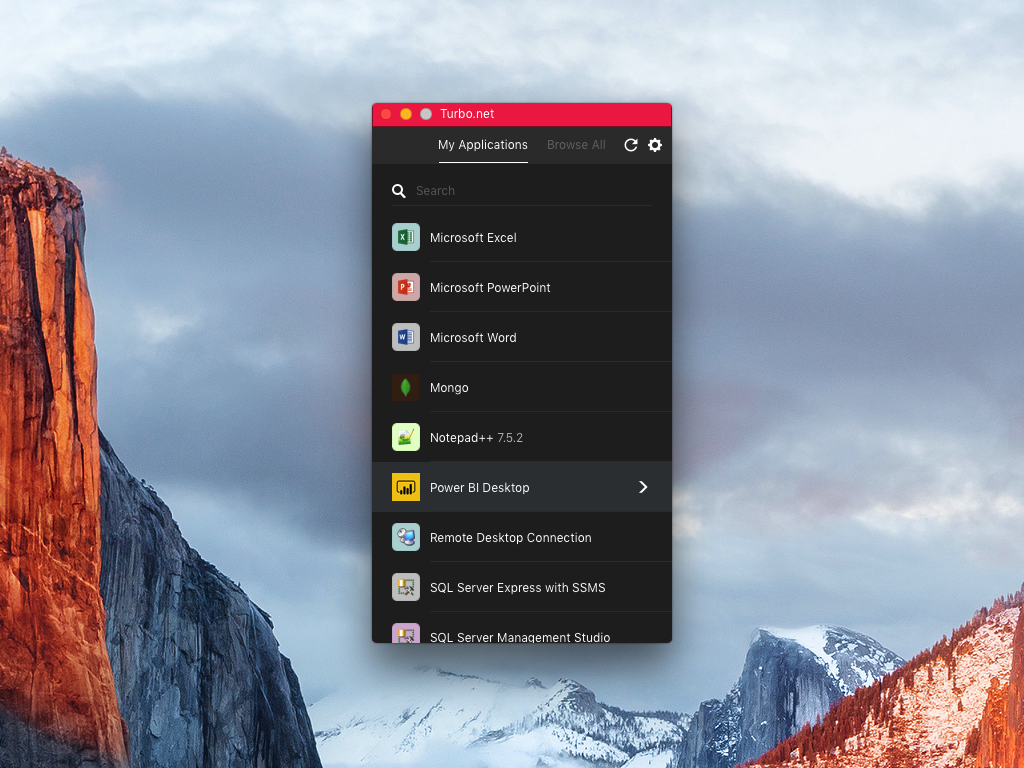 Turbo.net
My Applications Browse All
Search
Microsoft Excel
Microsoft PowerPoint
Microsoft Word
Mongo
Notepad++ 7.5.2
Power BI Desktop
Remote Desktop Connection
SQL Server Express with SSMS
SQL Server Management Studio